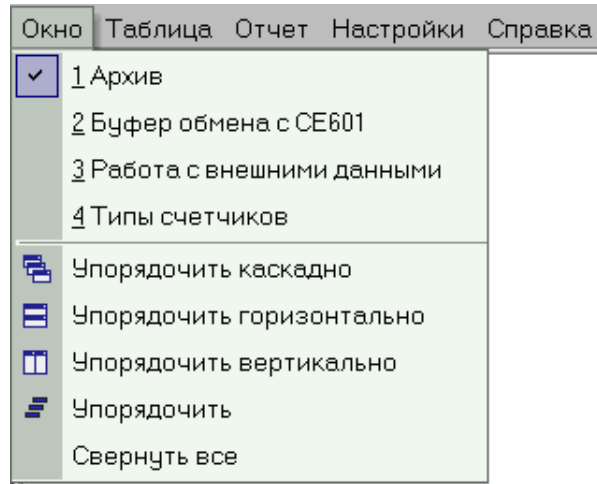 Окно Таблица Отчет Настройки Справка
1 Архив
2 Буфер обмена с CE601
3 Работа с внешними данными
4 Типы счетчиков
Упорядочить каскадно
Упорядочить горизонтально
Упорядочить вертикально
Упорядочить
Свернуть все